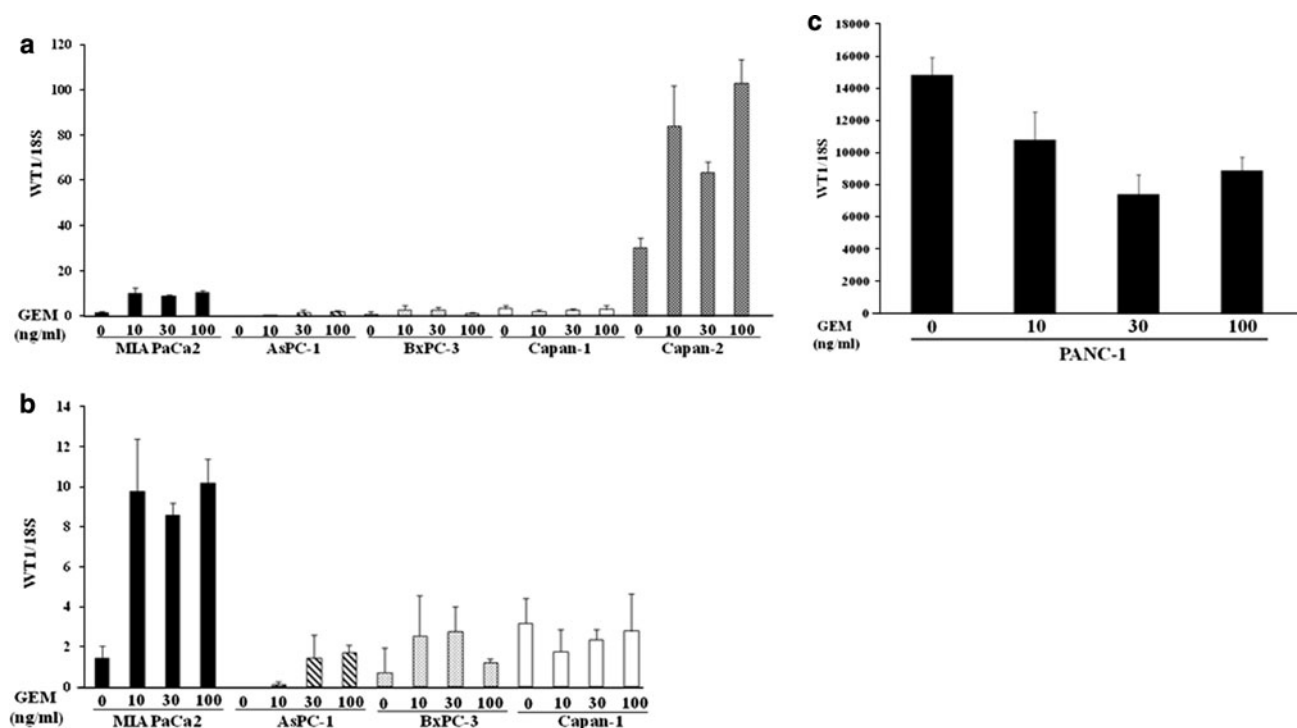 a
120
100
80
60
40
20
0
WT1/18S
GEM
(ng/ml)
0 10 30 100 0 10 30 100 0 10 30 100 0 10 30 100 0 10 30 100
MIAPaCa2 AsPC-1 BxPC-3 Capan-1 Capan-2
b
14
12
10
8
6
4
2
0
WT1/18S
GEM
(ng/ml)
0 10 30 100 0 10 30 100 0 10 30 100 0 10 30 100
MIAPaCa2 AsPC-1 BxPC-3 Capan-1
c
18000
16000
14000
12000
10000
8000
6000
4000
2000
0
WT1/18S
GEM
(ng/ml)
0 10 30 100
PANC-1